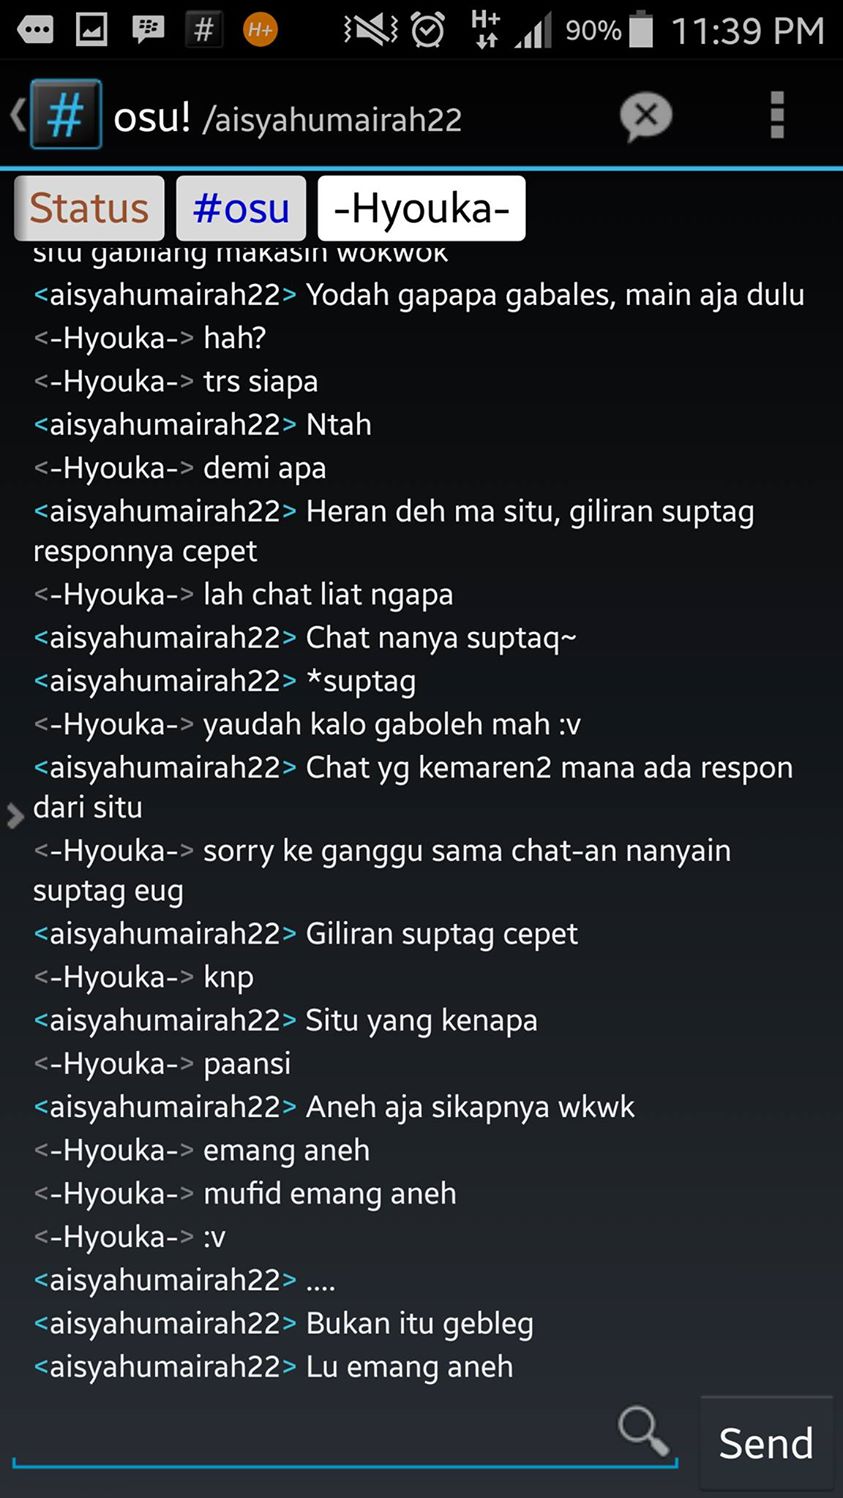 H+
H+
90%
11:39 PM
#
osu! /aisyahumairah22
Status
#osu
-Hyouka-
situ gabilang makasih wokwok
<aisyahumairah22> Yodah gapapa gabales, main aja dulu
<-Hyouka-> hah?
<-Hyouka-> trs siapa
<aisyahumairah22> Ntah
<-Hyouka-> demi apa
<aisyahumairah22> Heran deh ma situ, giliran suptag
responnya cepet
<-Hyouka-> lah chat liat ngapa
<aisyahumairah22> Chat nanya suptaq~
<aisyahumairah22> *suptag
<-Hyouka-> yaudah kalo gaboleh mah :v
<aisyahumairah22> Chat yg kemaren2 mana ada respon
dari situ
<-Hyouka-> sorry ke ganggu sama chat-an nanyain
suptag eug
<aisyahumairah22> Giliran suptag cepet
<-Hyouka-> knp
<aisyahumairah22> Situ yang kenapa
<-Hyouka-> paansi
<aisyahumairah22> Aneh aja sikapnya wkwk
<-Hyouka-> emang aneh
<-Hyouka-> mufid emang aneh
<-Hyouka-> :v
<aisyahumairah22> ....
<aisyahumairah22> Bukan itu gebleg
<aisyahumairah22> Lu emang aneh
Send